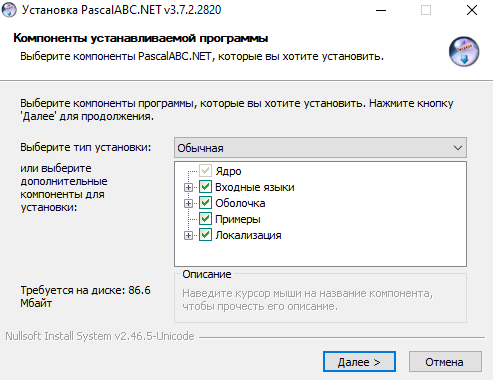 Установка PascalABC.NET v3.7.2.2820
Компоненты устанавливаемой программы
Выберите компоненты PascalABC.NET, которые вы хотите установить.
Выберите компоненты программы, которые вы хотите установить. Нажмите кнопку
'Далее' для продолжения.
Выберите тип установки:
Обычная
или выберите
дополнительные
компоненты для
установки:
Ядро
Входные языки
Оболочка
Примеры
Локализация
Требуется на диске: 86.6
Мбайт
Описание
Наведите курсор мыши на название компонента,
чтобы прочесть его описание.
Nullsoft Install System v2.46.5-Unicode
Далее >
Отмена